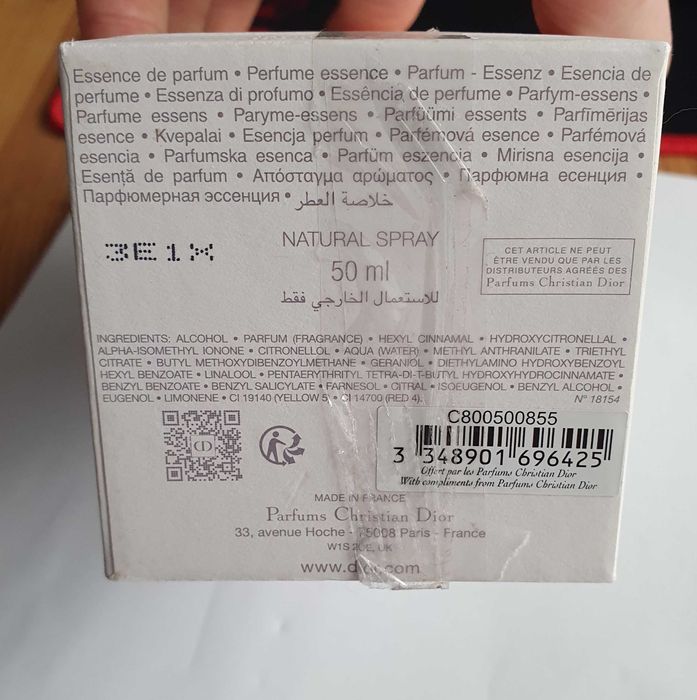 Essence de parfum • Perfume essence • Parfum - Essenz • Esencia de
perfume • Essenza di profumo • Essência de perfume • Parfym-essens •
Parfume essens • Paryme-essens • Parfüümi essents • Parfimērijas
esence • Kvepalai • Esencja perfum • Parfémová esence • Parfémová
esencia • Parfumska esenca • Parfüm eszencia • Mirisna esencija •
Esență de parfum • Απόσταγμα αρώματος • Парфюмна есенция •
Парфюмерная эссенция • خلاصة العطر
3E1X
NATURAL SPRAY
50 ml
للاستعمال الخارجي فقط
CET ARTICLE NE PEUT
ÊTRE VENDU QUE PAR LES
DISTRIBUTEURS AGRÉÉS DES
Parfums Christian Dior
INGREDIENTS: ALCOHOL • PARFUM (FRAGRANCE) • HEXYL CINNAMAL • HYDROXYCITRONELLAL •
ALPHA-ISOMETHYL IONONE • CITRONELLOL • AQUA (WATER) • METHYL ANTHRANILATE • TRIETHYL
CITRATE • BUTYL METHOXYDIBENZOYLMETHANE • GERANIOL • DIETHYLAMINO HYDROXYBENZOYL
HEXYL BENZOATE • LINALOOL • PENTAERYTHRITYL TETRA-DI-T-BUTYL HYDROXYHYDROCINNAMATE •
BENZYL BENZOATE • BENZYL SALICYLATE • FARNESOL • CITRAL • ISOEUGENOL • BENZYL ALCOHOL •
EUGENOL • LIMONENE • CI 19140 (YELLOW 5) • CI 14700 (RED 4).
N° 18154
CD
C800500855
3 348901 696425
Offert par les Parfums Christian Dior
With compliments from Parfums Christian Dior
MADE IN FRANCE
Parfums Christian Dior
33, avenue Hoche - 75008 Paris - France
W1S 2QE, UK
www.dior.com